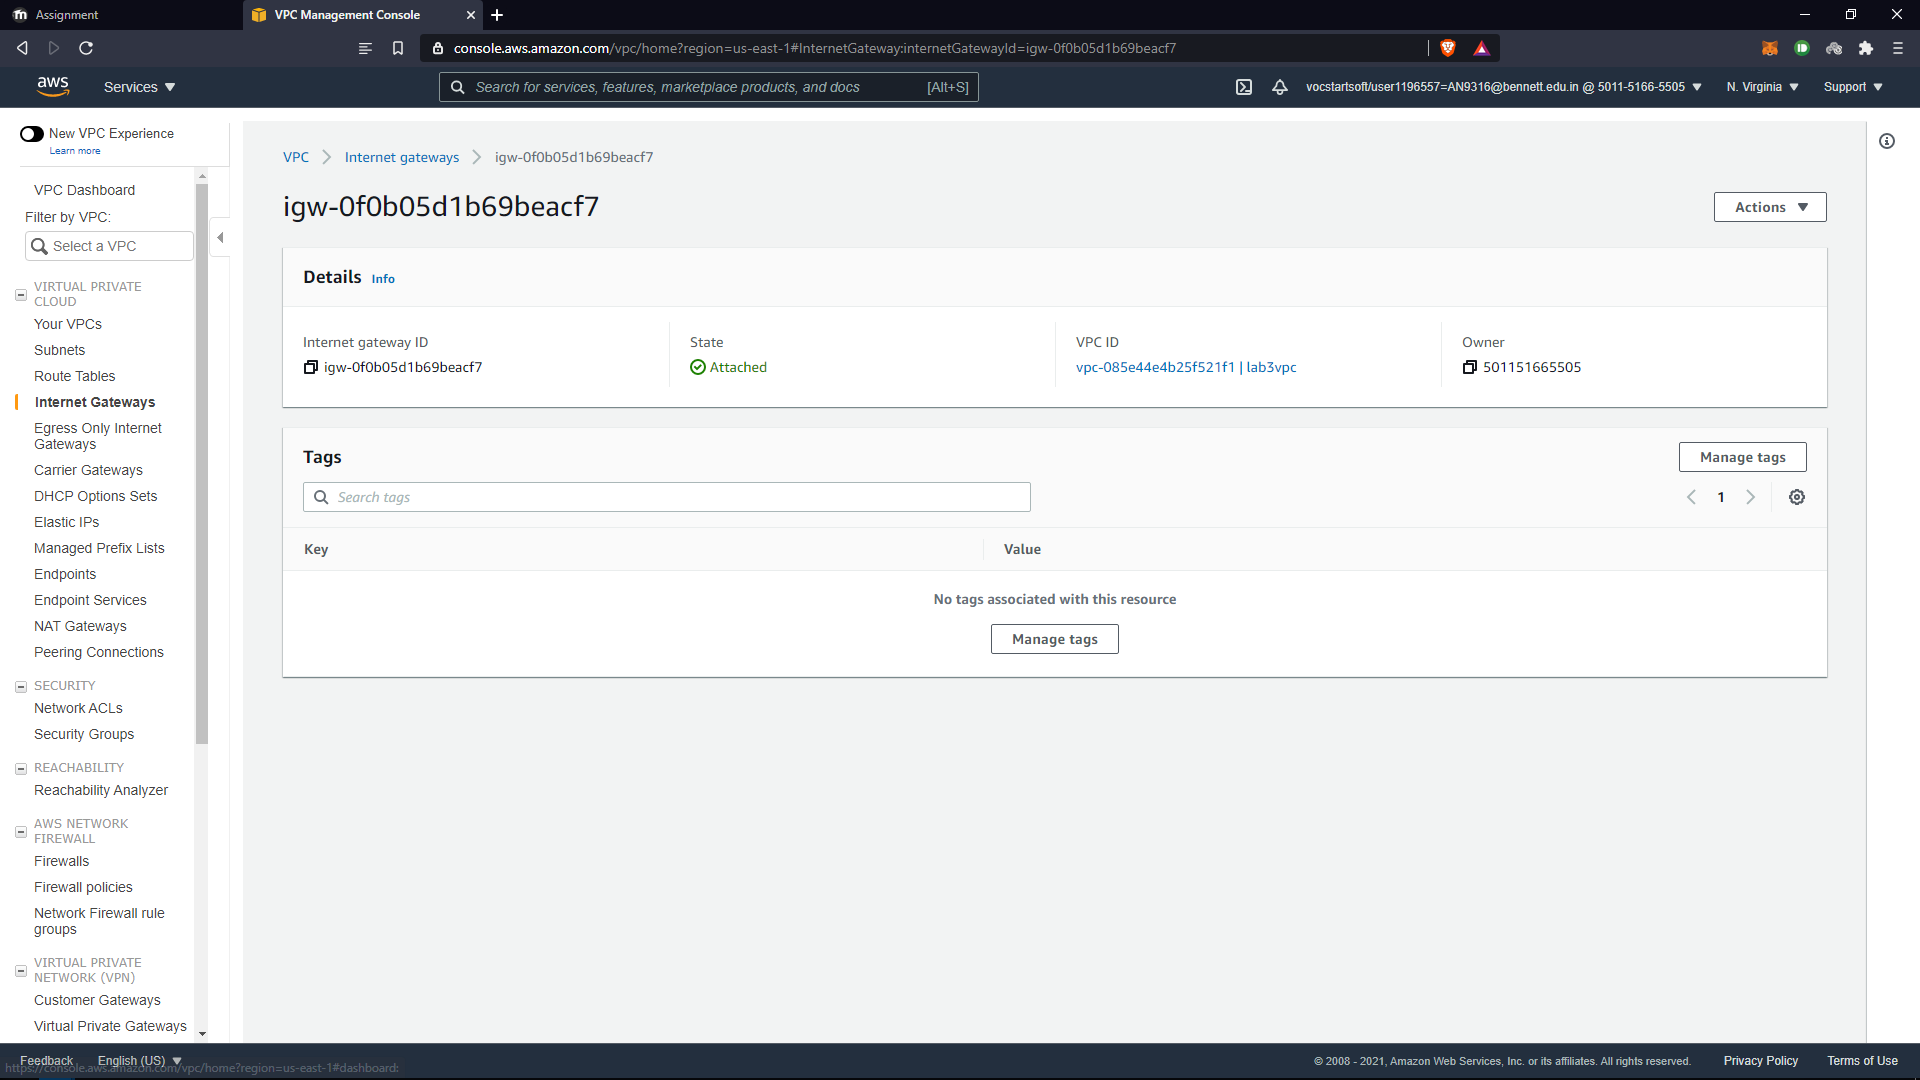 Assignment
VPC Management Console
console.aws.amazon.com/vpc/home?region=us-east-1#InternetGateway:internetGatewayId=igw-0f0b05d1b69beacf7
aws
Services
Search for services, features, marketplace products, and docs
[Alt+S]
vocstartsoft/user1196557=AN9316@bennett.edu.in @ 5011-5166-5505
N. Virginia
Support
New VPC Experience
Learn more
VPC Dashboard
Filter by VPC:
Select a VPC
VIRTUAL PRIVATE
CLOUD
Your VPCs
Subnets
Route Tables
Internet Gateways
Egress Only Internet
Gateways
Carrier Gateways
DHCP Options Sets
Elastic IPs
Managed Prefix Lists
Endpoints
Endpoint Services
NAT Gateways
Peering Connections
SECURITY
Network ACLs
Security Groups
REACHABILITY
Reachability Analyzer
AWS NETWORK
FIREWALL
Firewalls
Firewall policies
Network Firewall rule
groups
VIRTUAL PRIVATE
NETWORK (VPN)
Customer Gateways
Virtual Private Gateways
VPC
Internet gateways
igw-0f0b05d1b69beacf7
igw-0f0b05d1b69beacf7
Actions
Details Info
Internet gateway ID
igw-0f0b05d1b69beacf7
State
Attached
VPC ID
vpc-085e44e4b25f521f1 | lab3vpc
Owner
501151665505
Tags
Manage tags
Search tags
1
Key
Value
No tags associated with this resource
Manage tags
Feedback
English (US)
https://console.aws.amazon.com/vpc/home?region=us-east-1#dashboard:
© 2008 - 2021, Amazon Web Services, Inc. or its affiliates. All rights reserved.
Privacy Policy
Terms of Use